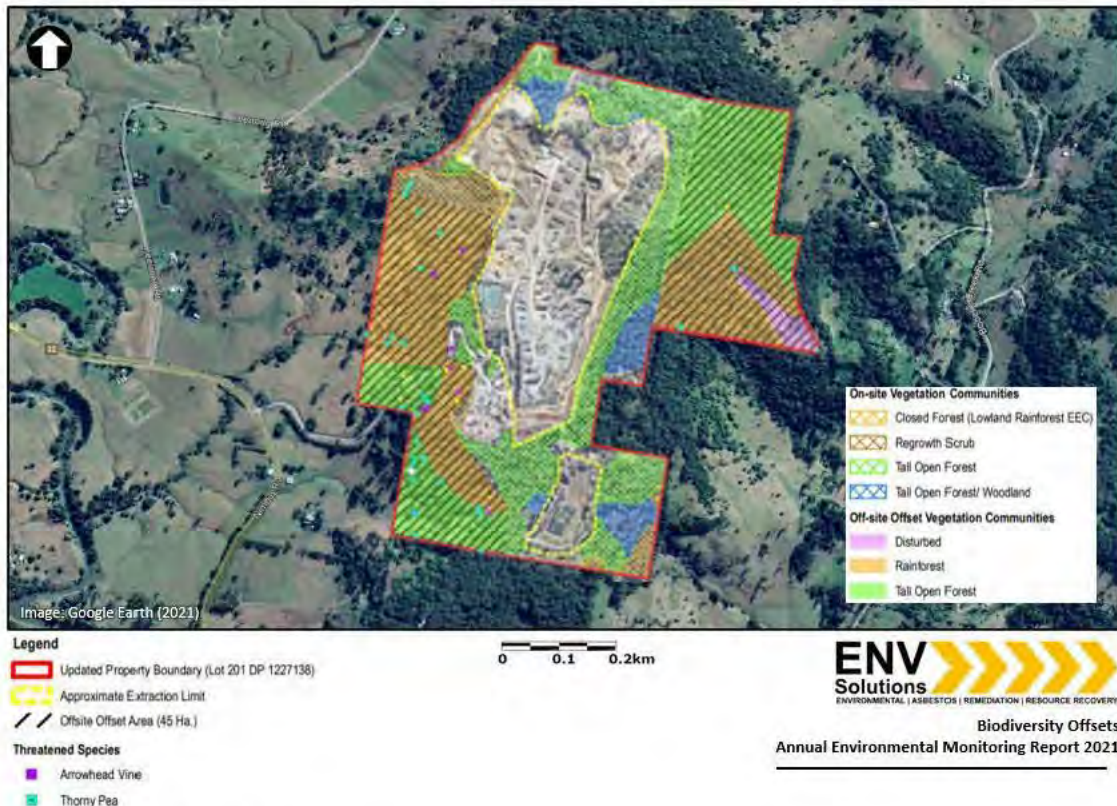 On-site Vegetation Communities
Closed Forest (Lowland Rainforest EEC)
Regrowth Scrub
Tall Open Forest
Tall Open Forest/ Woodland
Off-site Offset Vegetation Communities
Disturbed
Rainforest
Tall Open Forest
Image: Google Earth (2021)
Legend
Updated Property Boundary (Lot 201 DP 1227138)
Approximate Extraction Limit
Offsite Offset Area (45 Ha.)
Threatened Species
Arrowhead Vine
Thorny Pea
0 0.1 0.2km
ENV
Solutions
ENVIRONMENTAL | ASBESTOS | REMEDIATION | RESOURCE RECOVERY
Biodiversity Offsets
Annual Environmental Monitoring Report 2021